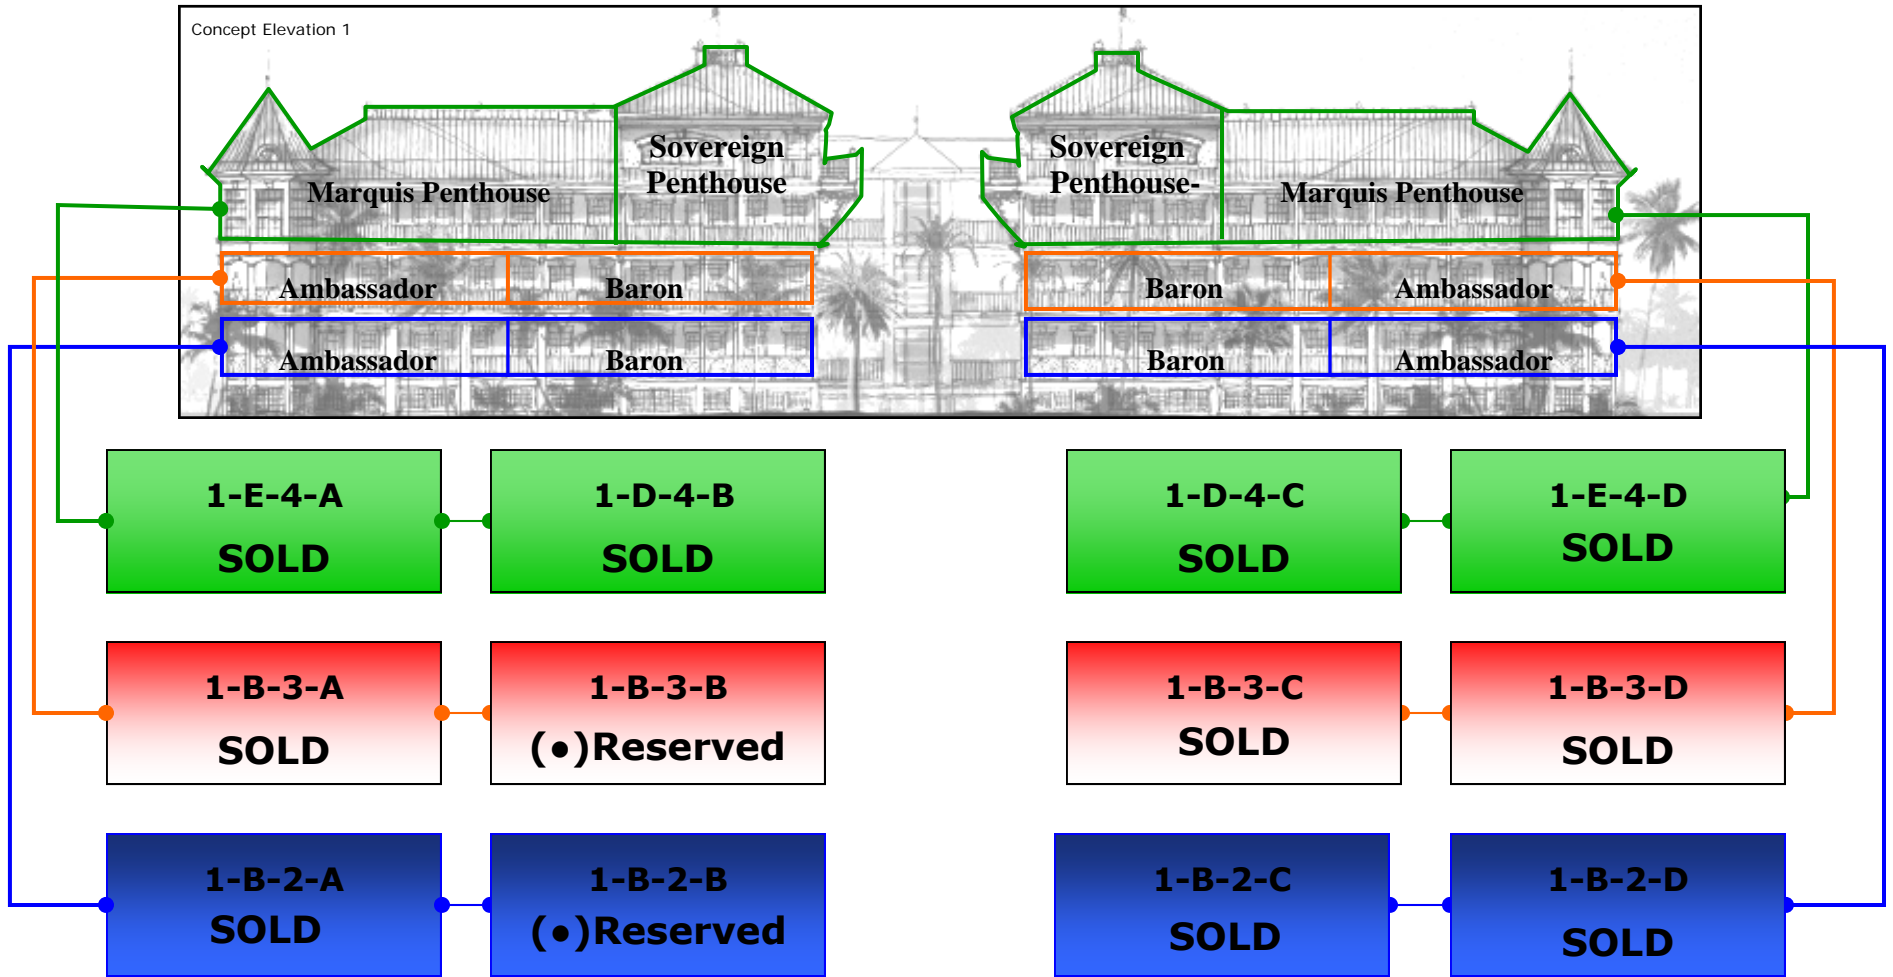 Concept Elevation 1
Sovereign
Penthouse
Marquis Penthouse
Sovereign
Penthouse-
Marquis Penthouse
Ambassador
Baron
Baron
Ambassador
Ambassador
Baron
Baron
Ambassador
1-E-4-A
SOLD
1-D-4-B
SOLD
1-D-4-C
SOLD
1-E-4-D
SOLD
1-B-3-A
SOLD
1-B-3-B
(●)Reserved
1-B-3-C
SOLD
1-B-3-D
SOLD
1-B-2-A
SOLD
1-B-2-B
(●)Reserved
1-B-2-C
SOLD
1-B-2-D
SOLD